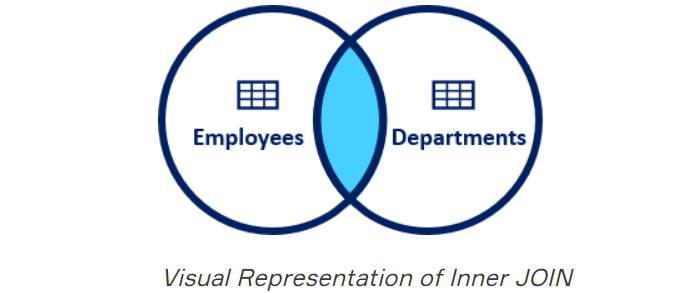 Employees
Departments
Visual Representation of Inner JOIN